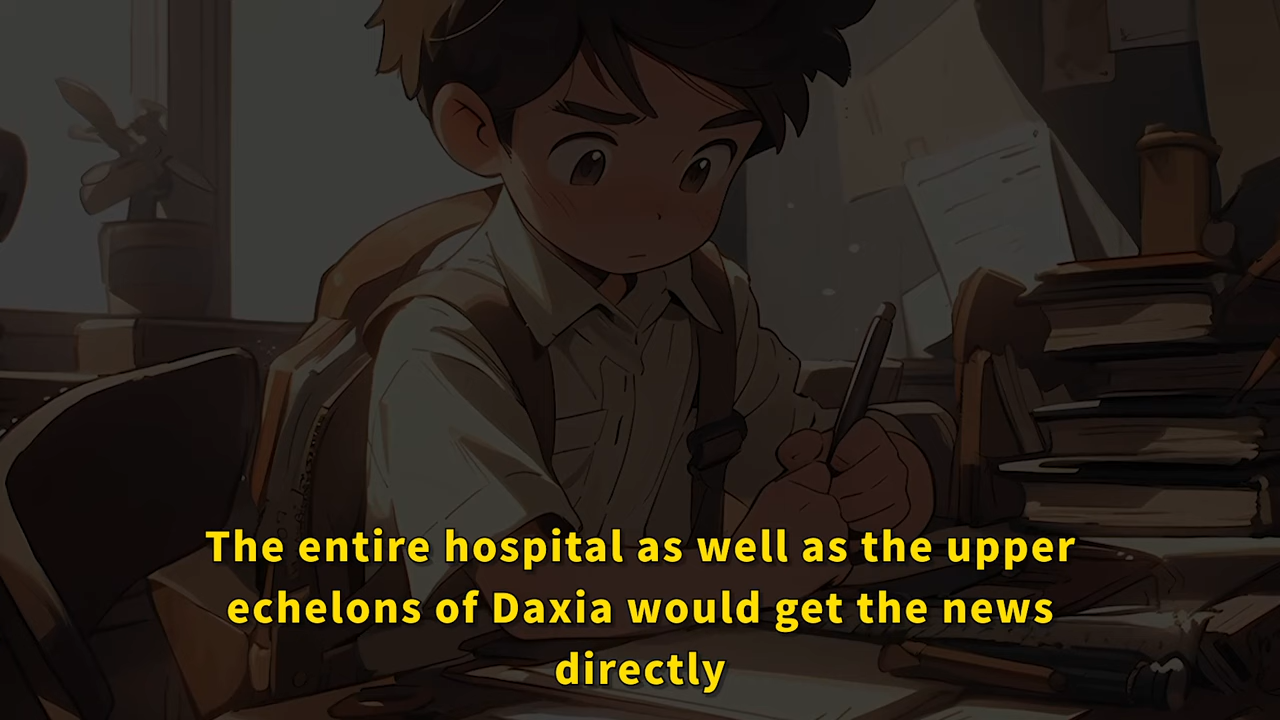 The entire hospital as well as the upper
echelons of Daxia would get the news
directly